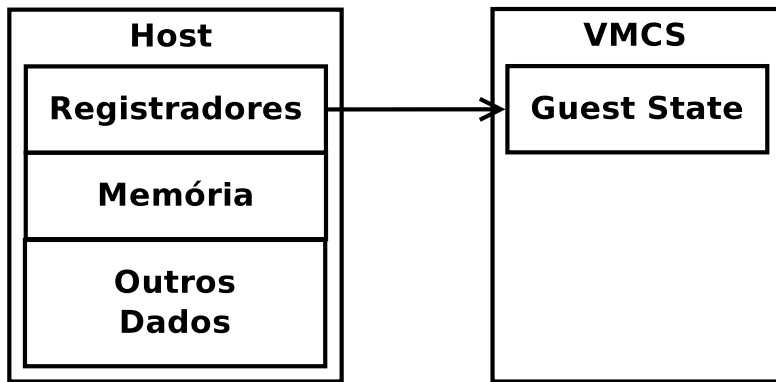 Host
Registradores
Memória
Outros
Dados
VMCS
Guest State